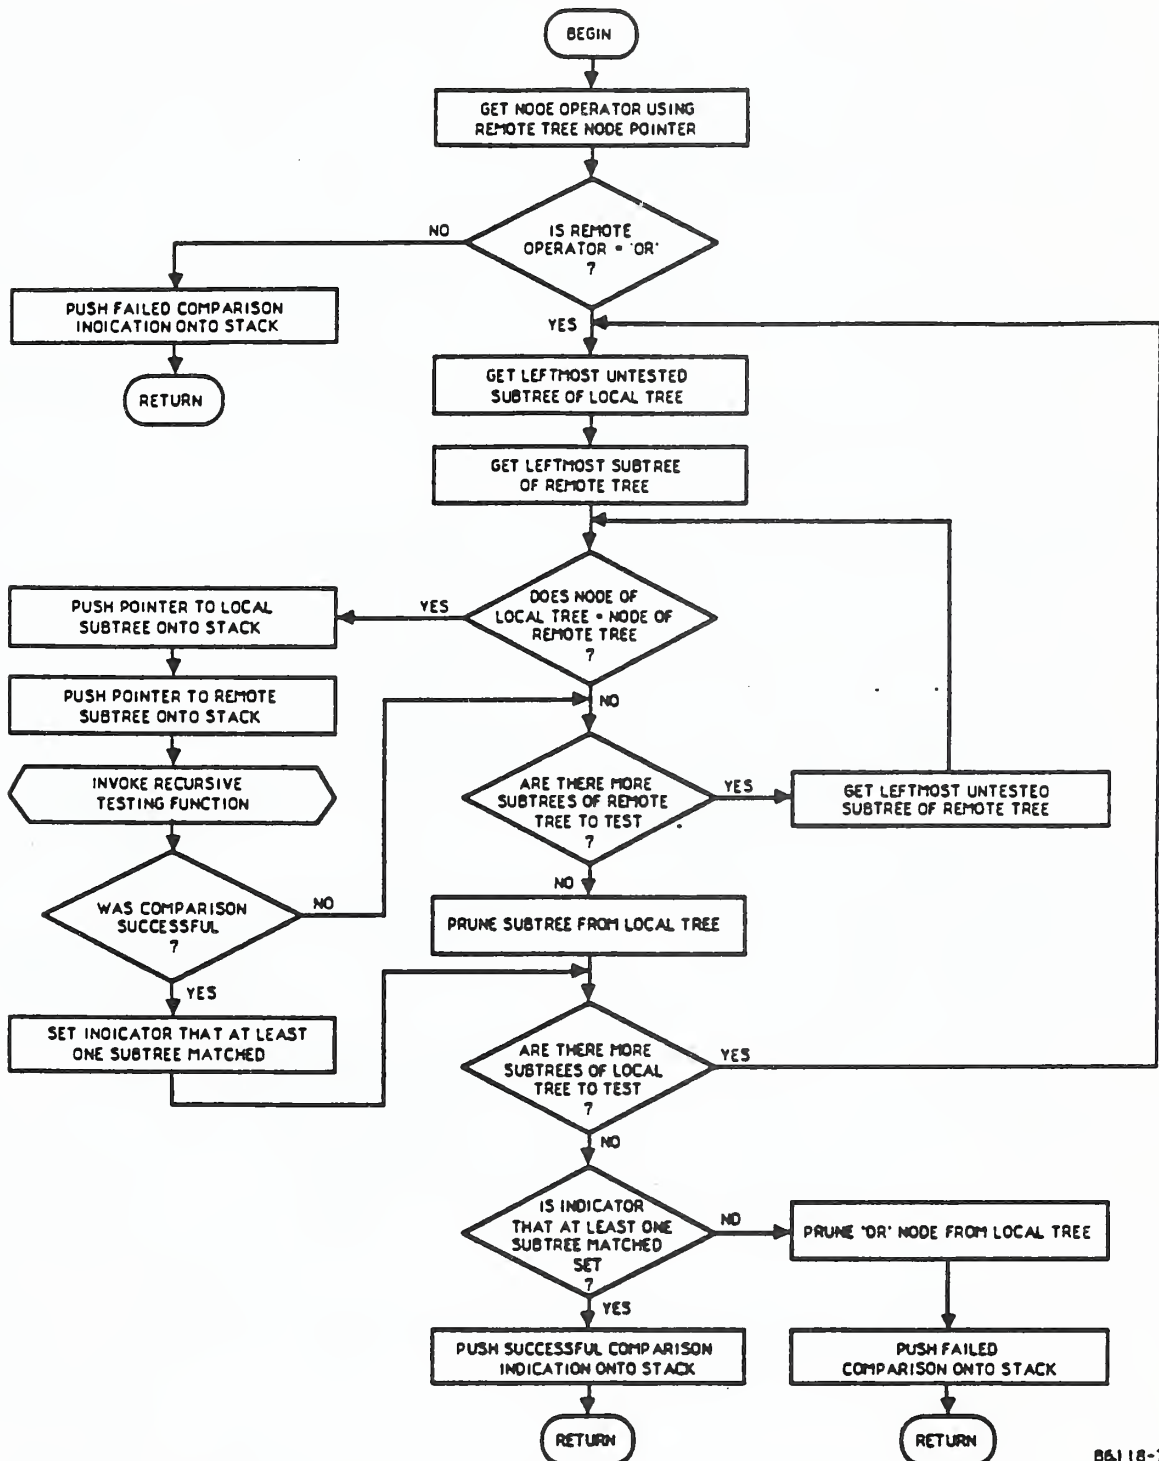 BEGIN
GET NODE OPERATOR USING
REMOTE TREE NODE POINTER
IS REMOTE
OPERATOR = 'OR'
?
NO
YES
PUSH FAILED COMPARISON
INDICATION ONTO STACK
RETURN
GET LEFTMOST UNTESTED
SUBTREE OF LOCAL TREE
GET LEFTMOST SUBTREE
OF REMOTE TREE
DOES NODE OF
LOCAL TREE = NODE OF
REMOTE TREE
?
YES
NO
PUSH POINTER TO LOCAL
SUBTREE ONTO STACK
PUSH POINTER TO REMOTE
SUBTREE ONTO STACK
INVOKE RECURSIVE
TESTING FUNCTION
WAS COMPARISON
SUCCESSFUL
?
NO
YES
SET INDICATOR THAT AT LEAST
ONE SUBTREE MATCHED
ARE THERE MORE
SUBTREES OF REMOTE
TREE TO TEST
?
YES
NO
GET LEFTMOST UNTESTED
SUBTREE OF REMOTE TREE
PRUNE SUBTREE FROM LOCAL TREE
ARE THERE MORE
SUBTREES OF LOCAL
TREE TO TEST
?
YES
NO
IS INDICATOR
THAT AT LEAST ONE
SUBTREE MATCHED
SET
?
NO
YES
PRUNE 'OR' NODE FROM LOCAL TREE
PUSH SUCCESSFUL COMPARISON
INDICATION ONTO STACK
PUSH FAILED
COMPARISON ONTO STACK
RETURN
RETURN